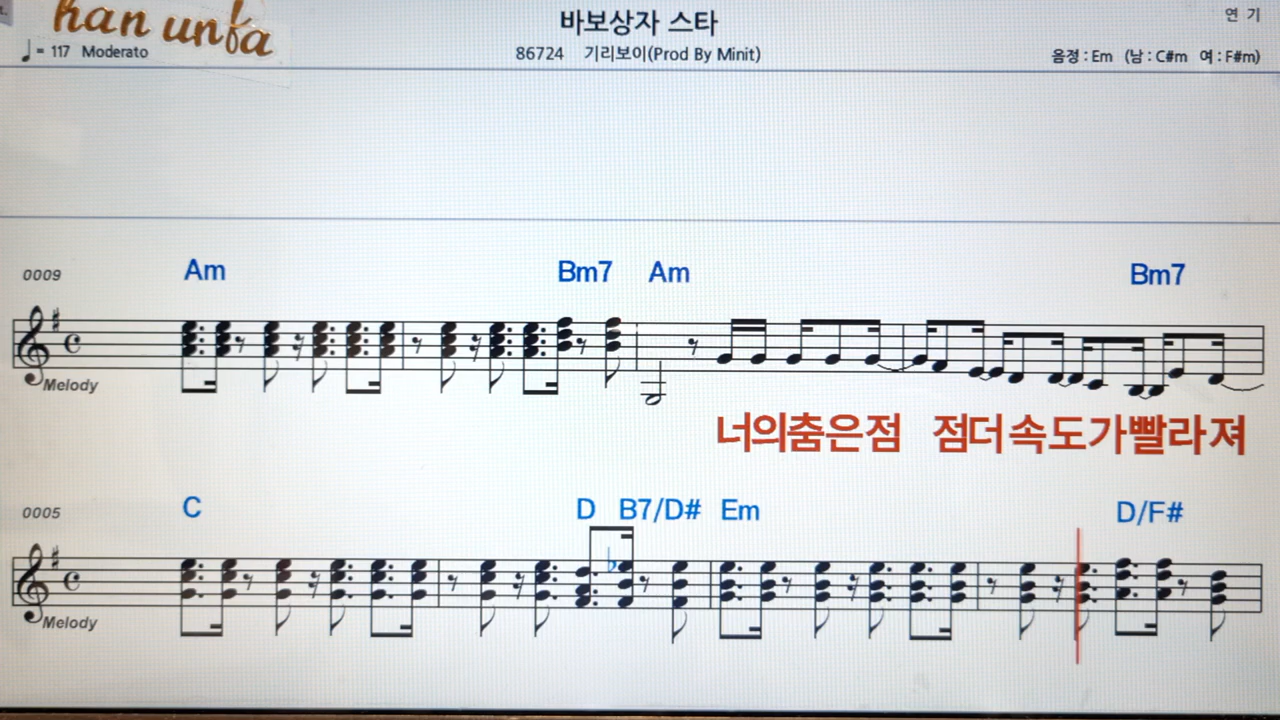 han unfa
바보상자 스타
연 기
♩= 117 Moderato
86724 기리보이(Prod By Minit)
음정 : Em (남 : C#m 여 : F#m)
0009 Am Bm7 Am Bm7
Melody
너의춤은점 점더속도가빨라져
0005 C D B7/D# Em D/F#
Melody